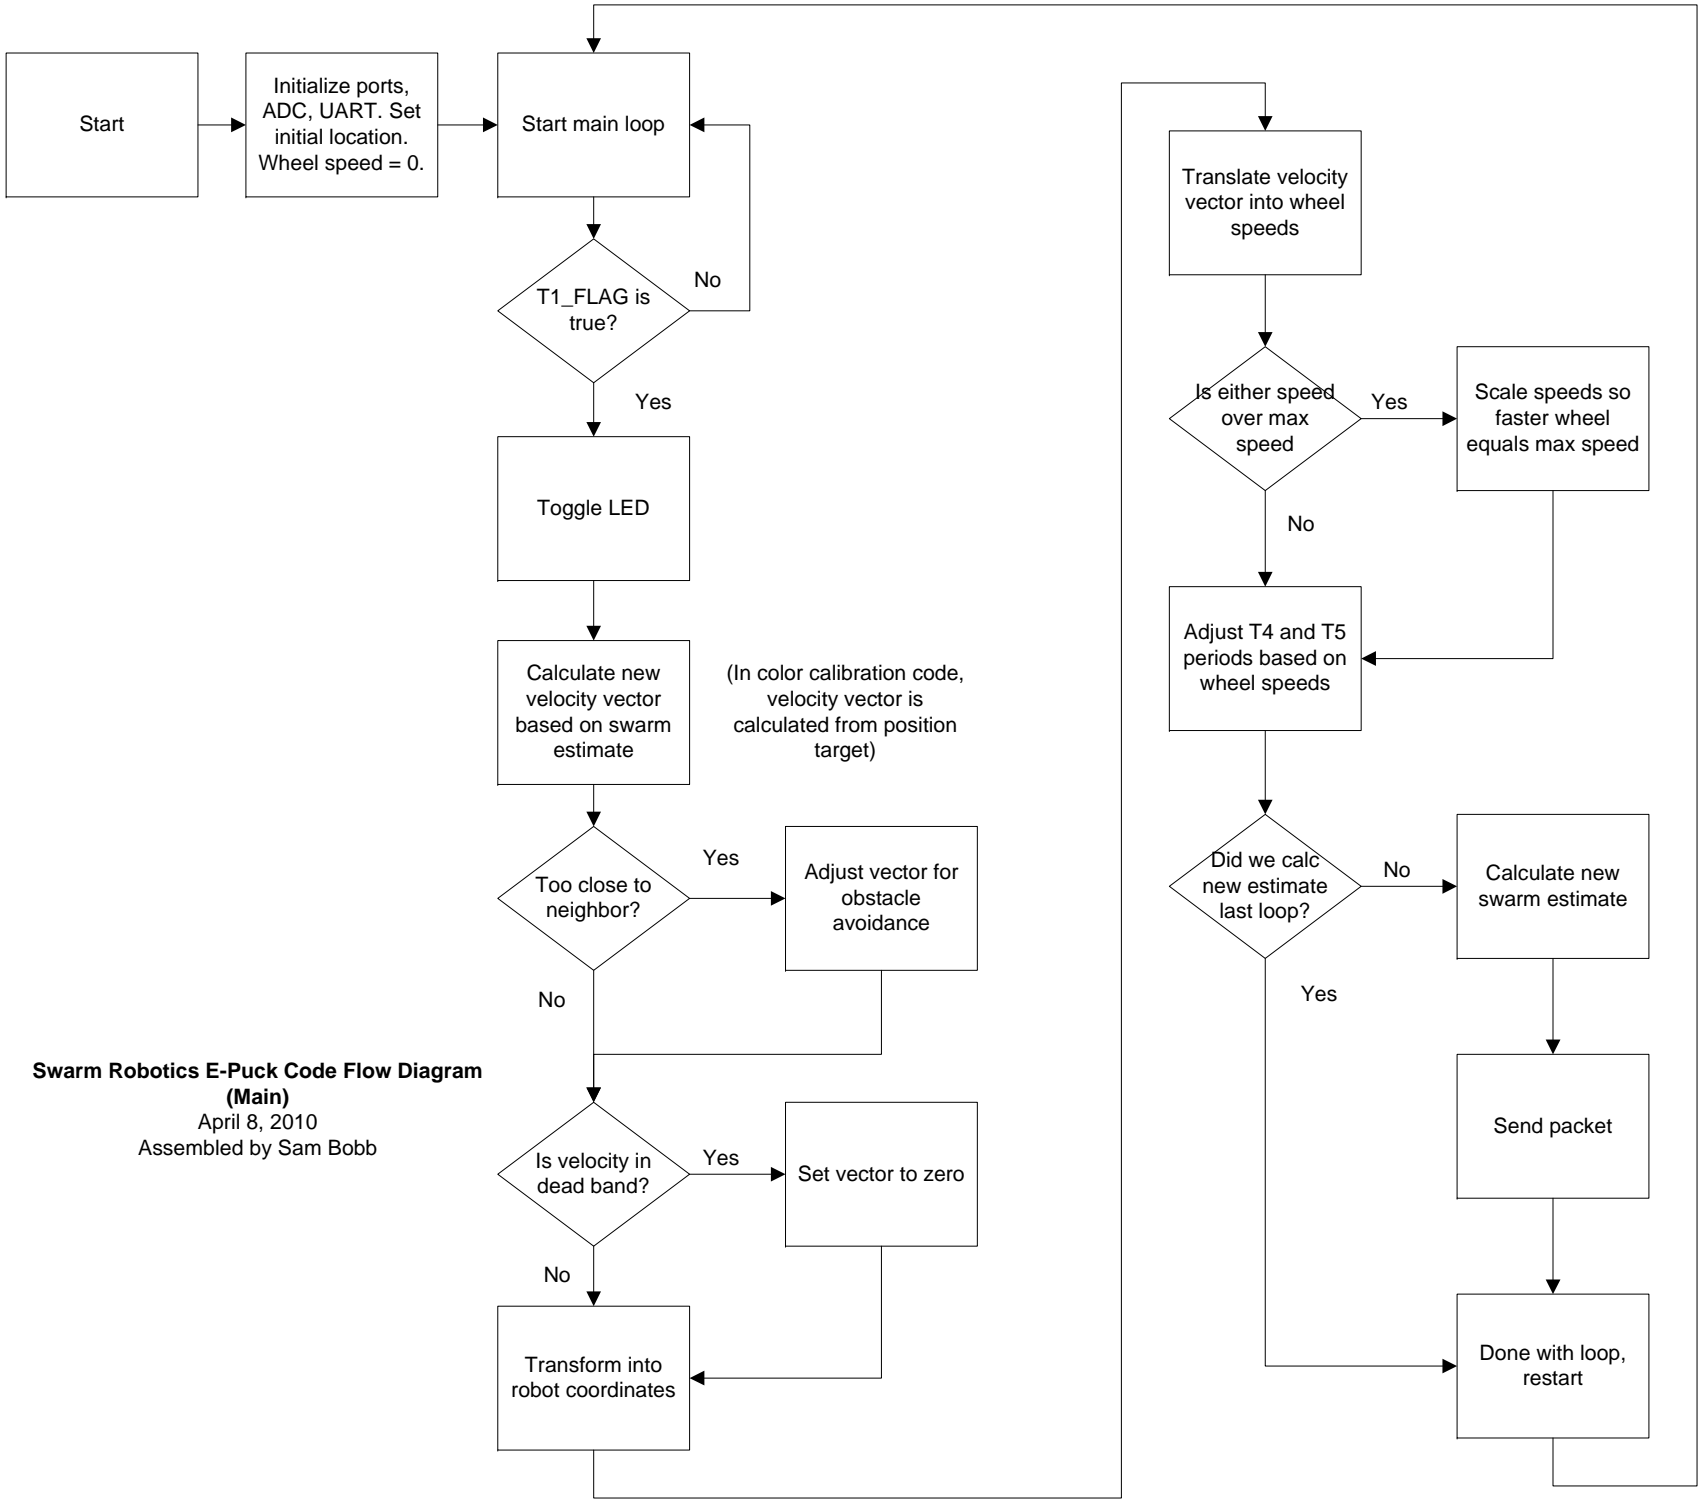 Start
Initialize ports,
ADC, UART. Set
initial location.
Wheel speed = 0.
Start main loop
T1_FLAG is
true?
No
Yes
Toggle LED
Calculate new
velocity vector
based on swarm
estimate
(In color calibration code,
velocity vector is
calculated from position
target)
Too close to
neighbor?
Yes
Adjust vector for
obstacle
avoidance
No
Swarm Robotics E-Puck Code Flow Diagram
(Main)
April 8, 2010
Assembled by Sam Bobb
Is velocity in
dead band?
Yes
Set vector to zero
No
Transform into
robot coordinates
Translate velocity
vector into wheel
speeds
Is either speed
over max
speed
Yes
Scale speeds so
faster wheel
equals max speed
No
Adjust T4 and T5
periods based on
wheel speeds
Did we calc
new estimate
last loop?
No
Calculate new
swarm estimate
Yes
Send packet
Done with loop,
restart